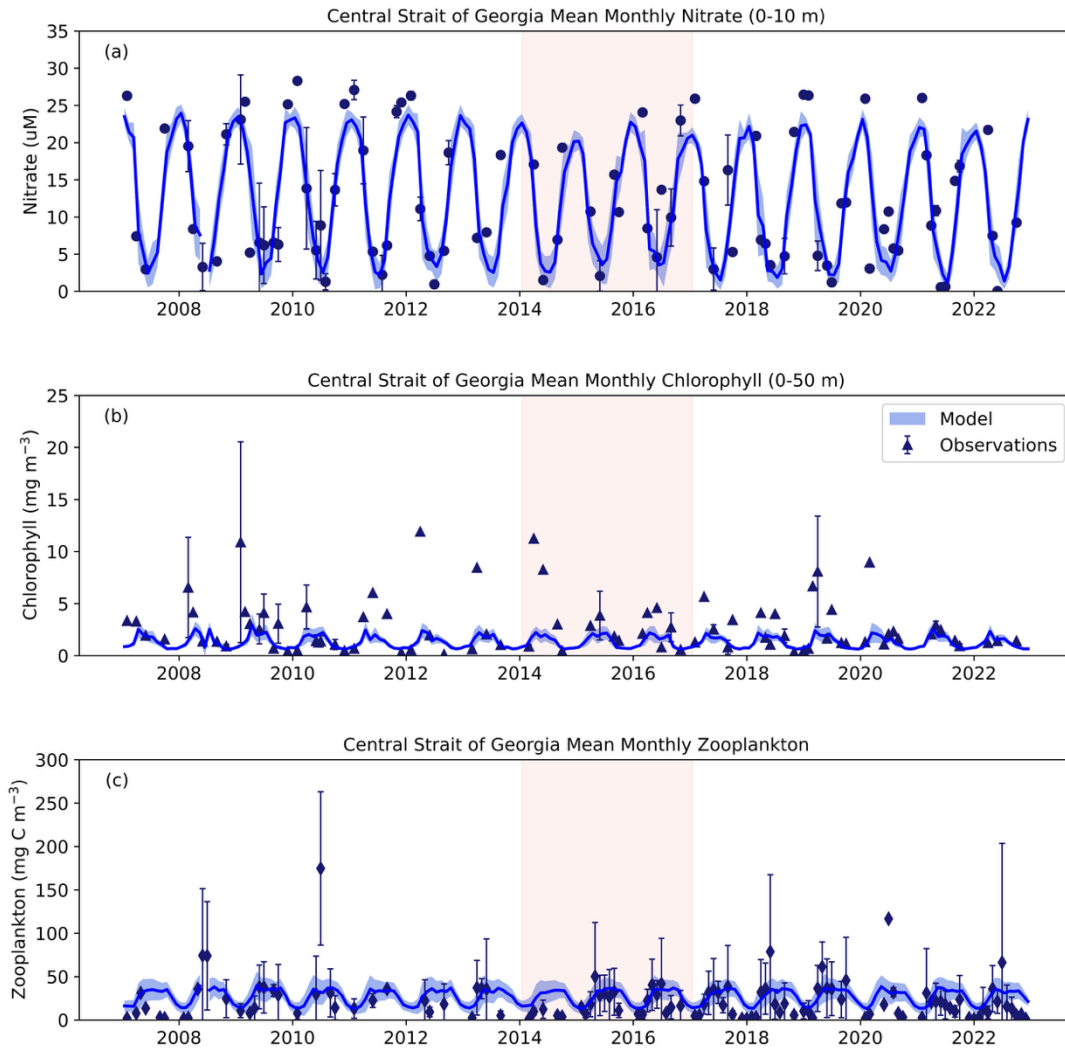 Central Strait of Georgia Mean Monthly Nitrate (0-10 m)
(a)
Nitrate (uM)
35
30
25
20
15
10
5
0
2008 2010 2012 2014 2016 2018 2020 2022
Central Strait of Georgia Mean Monthly Chlorophyll (0-50 m)
(b)
Chlorophyll (mg m⁻³)
25
20
15
10
5
0
Model
Observations
2008 2010 2012 2014 2016 2018 2020 2022
Central Strait of Georgia Mean Monthly Zooplankton
(c)
Zooplankton (mg C m⁻³)
300
250
200
150
100
50
0
2008 2010 2012 2014 2016 2018 2020 2022